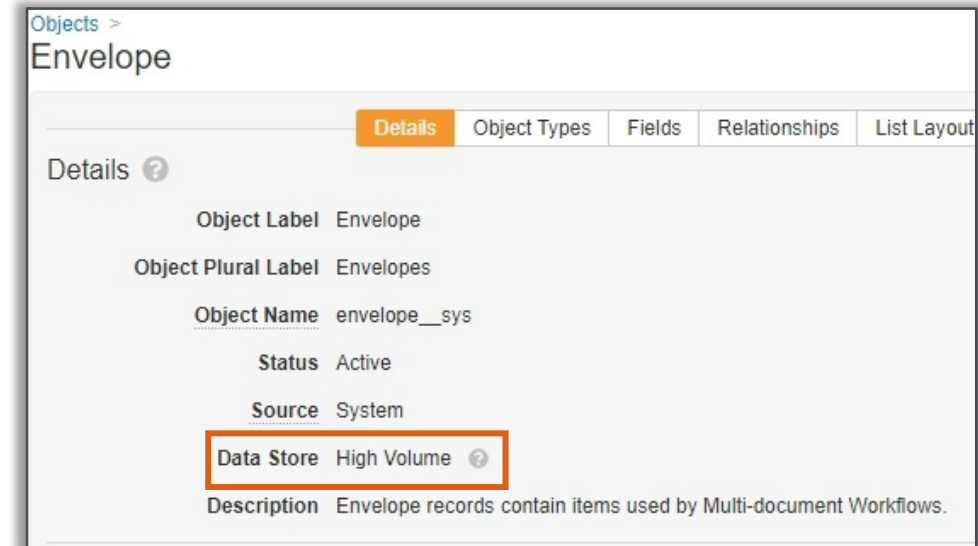 Objects >
Envelope
Details Object Types Fields Relationships List Layout
Details ?
Object Label Envelope
Object Plural Label Envelopes
Object Name envelope__sys
Status Active
Source System
Data Store High Volume ?
Description Envelope records contain items used by Multi-document Workflows.